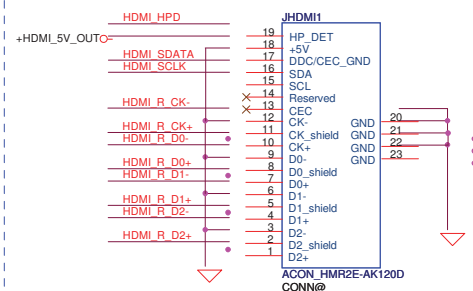 HDMI_HPD
JHDMI1
19 HP_DET
+HDMI_5V_OUT
18 +5V
17 DDC/CEC_GND
HDMI_SDATA
16 SDA
HDMI_SCLK
15 SCL
14 Reserved
13 CEC
HDMI_R_CK-
12 CK-
11 CK_shield
HDMI_R_CK+
10 CK+
HDMI_R_D0-
9 D0-
8 D0_shield
HDMI_R_D0+
7 D0+
HDMI_R_D1-
6 D1-
5 D1_shield
HDMI_R_D1+
4 D1+
HDMI_R_D2-
3 D2-
2 D2_shield
HDMI_R_D2+
1 D2+
GND 20
GND 21
GND 22
GND 23
ACON_HMR2E-AK120D
CONN@